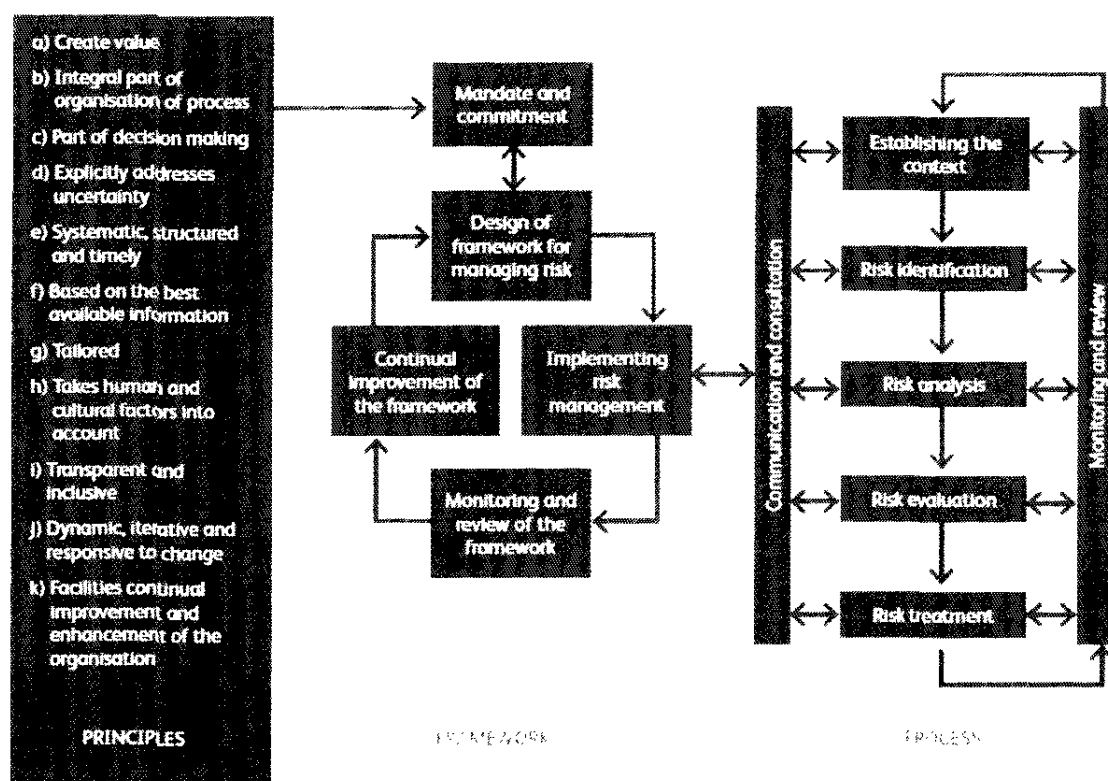 a) Create value
b) Integral part of
organisation of process
c) Part of decision making
d) Explicitly addresses
uncertainty
e) Systematic, structured
and timely
f) Based on the best
available information
g) Tailored
h) Takes human and
cultural factors into
account
i) Transparent and
inclusive
j) Dynamic, iterative and
responsive to change
k) Facilities continual
improvement and
enhancement of the
organisation
PRINCIPLES
Mandate and
commitment
Design of
framework for
managing risk
Implementing
risk
management
Monitoring and
review of the
framework
Continual
improvement of
the framework
FRAMEWORK
Communication and consultation
Establishing the
context
Risk identification
Risk analysis
Risk evaluation
Risk treatment
Monitoring and review
PROCESS